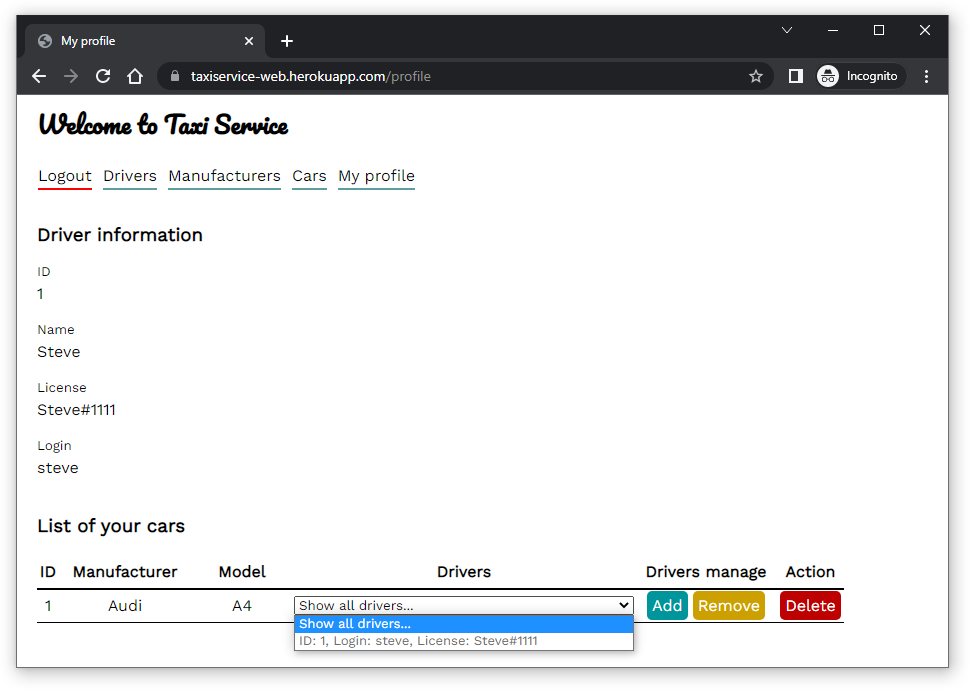 My profile
taxiservice-web.herokuapp.com/profile
Incognito
Welcome to Taxi Service
Logout Drivers Manufacturers Cars My profile
Driver information
ID
1
Name
Steve
License
Steve#1111
Login
steve
List of your cars
ID Manufacturer Model Drivers Drivers manage Action
1 Audi A4 Show all drivers... Add Remove Delete
Show all drivers...
ID: 1, Login: steve, License: Steve#1111